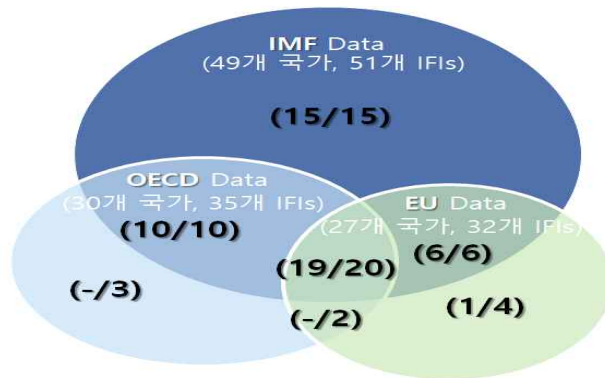 IMF Data
(49개 국가, 51개 IFIs)
(15/15)
OECD Data
(30개 국가, 35개 IFIs)
(10/10)
EU Data
(27개 국가, 32개 IFIs)
(6/6)
(19/20)
(-/3)
(-/2)
(1/4)